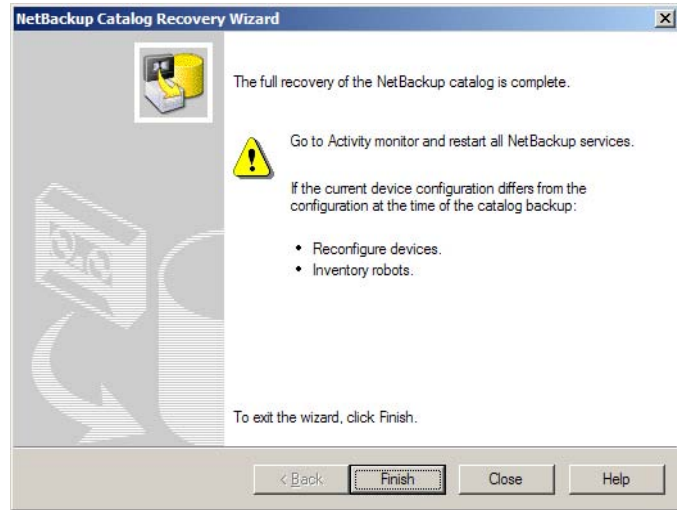 NetBackup Catalog Recovery Wizard
The full recovery of the NetBackup catalog is complete.
Go to Activity monitor and restart all NetBackup services.
If the current device configuration differs from the
configuration at the time of the catalog backup:
• Reconfigure devices.
• Inventory robots.
To exit the wizard, click Finish.
< Back Finish Close Help